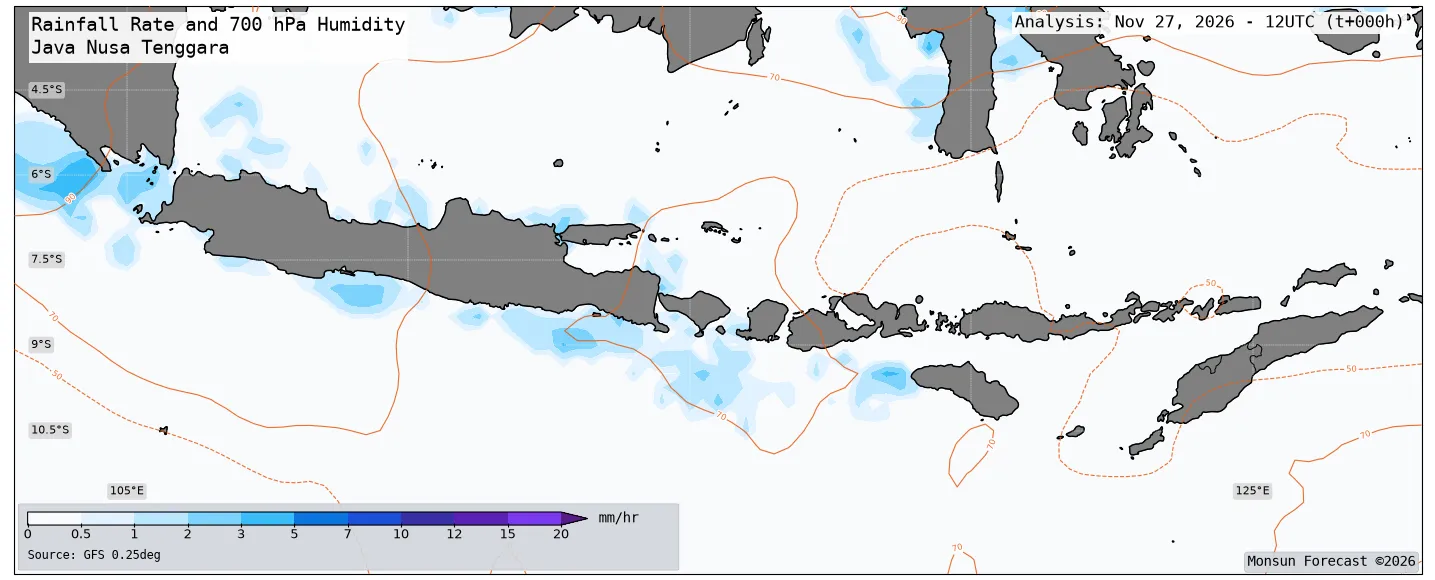 Rainfall Rate and 700 hPa Humidity
Java Nusa Tenggara
Analysis: Nov 27, 2026 - 12UTC (t+000h)
90
70
4.5°S
6°S
90
7.5°S
50
70
9°S
50
50
70
70
70
10.5°S
105°E
125°E
mm/hr
0 0.5 1 2 3 5 7 10 12 15 20
70
Source: GFS 0.25deg
Monsun Forecast ©2026